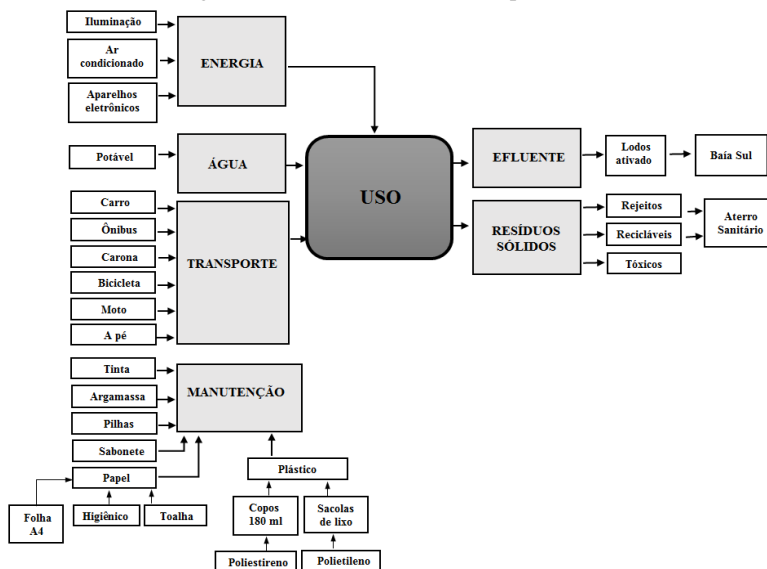 Iluminação
Ar
condicionado
Aparelhos
eletrônicos
ENERGIA
Potável
ÁGUA
Carro
Ônibus
Carona
Bicicleta
Moto
A pé
TRANSPORTE
Tinta
Argamassa
Pilhas
Sabonete
Papel
MANUTENÇÃO
Folha
A4
Higiênico
Toalha
Plástico
Copos
180 ml
Sacolas
de lixo
Poliestireno
Polietileno
USO
EFLUENTE
Lodos
ativado
Baía Sul
RESÍDUOS
SÓLIDOS
Rejeitos
Recicláveis
Tóxicos
Aterro
Sanitário